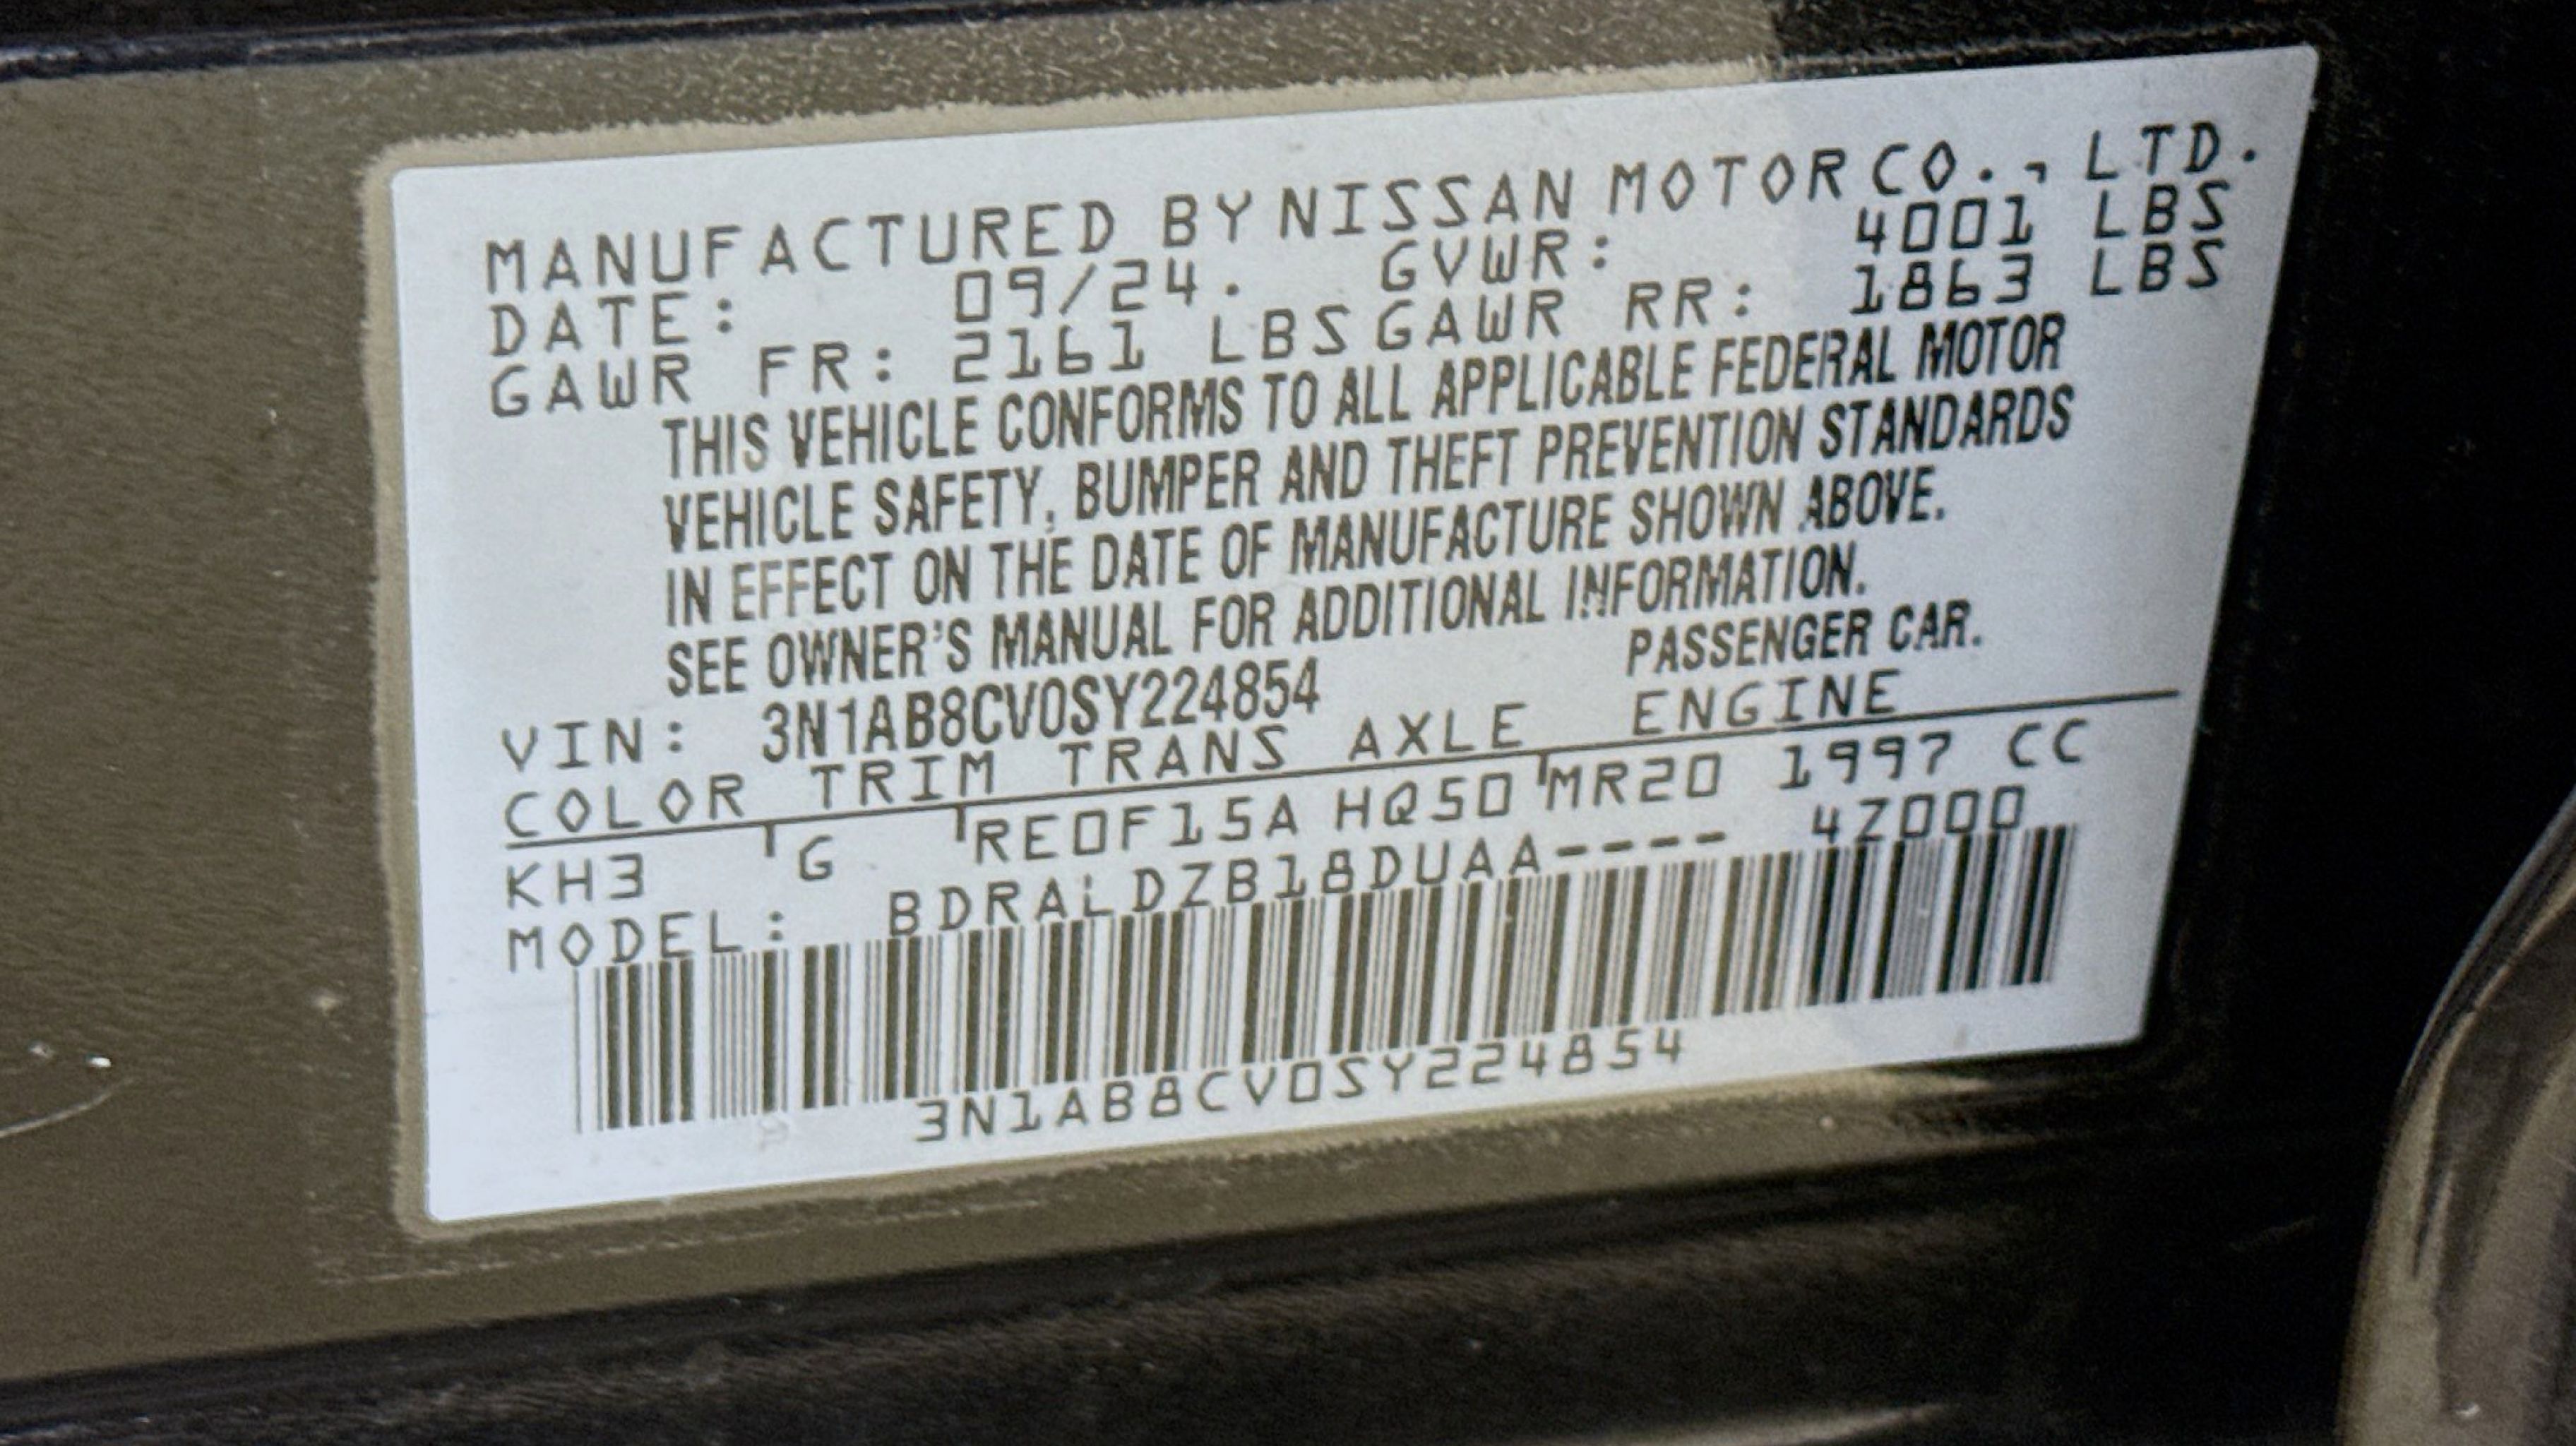 MANUFACTURED BY NISSAN MOTOR CO., LTD.
DATE: 09/24. GVWR: 4001 LBS
GAWR FR: 2161 LBS GAWR RR: 1863 LBS
THIS VEHICLE CONFORMS TO ALL APPLICABLE FEDERAL MOTOR
VEHICLE SAFETY, BUMPER AND THEFT PREVENTION STANDARDS
IN EFFECT ON THE DATE OF MANUFACTURE SHOWN ABOVE.
SEE OWNER'S MANUAL FOR ADDITIONAL INFORMATION.
VIN: 3N1AB8CV0SY224854 PASSENGER CAR.
COLOR TRIM TRANS AXLE ENGINE
KH3 G RE0F15A HQ50 MR20 1997 CC
MODEL: BDRALDZB18DUAA---- 4Z000
3N1AB8CV0SY224854